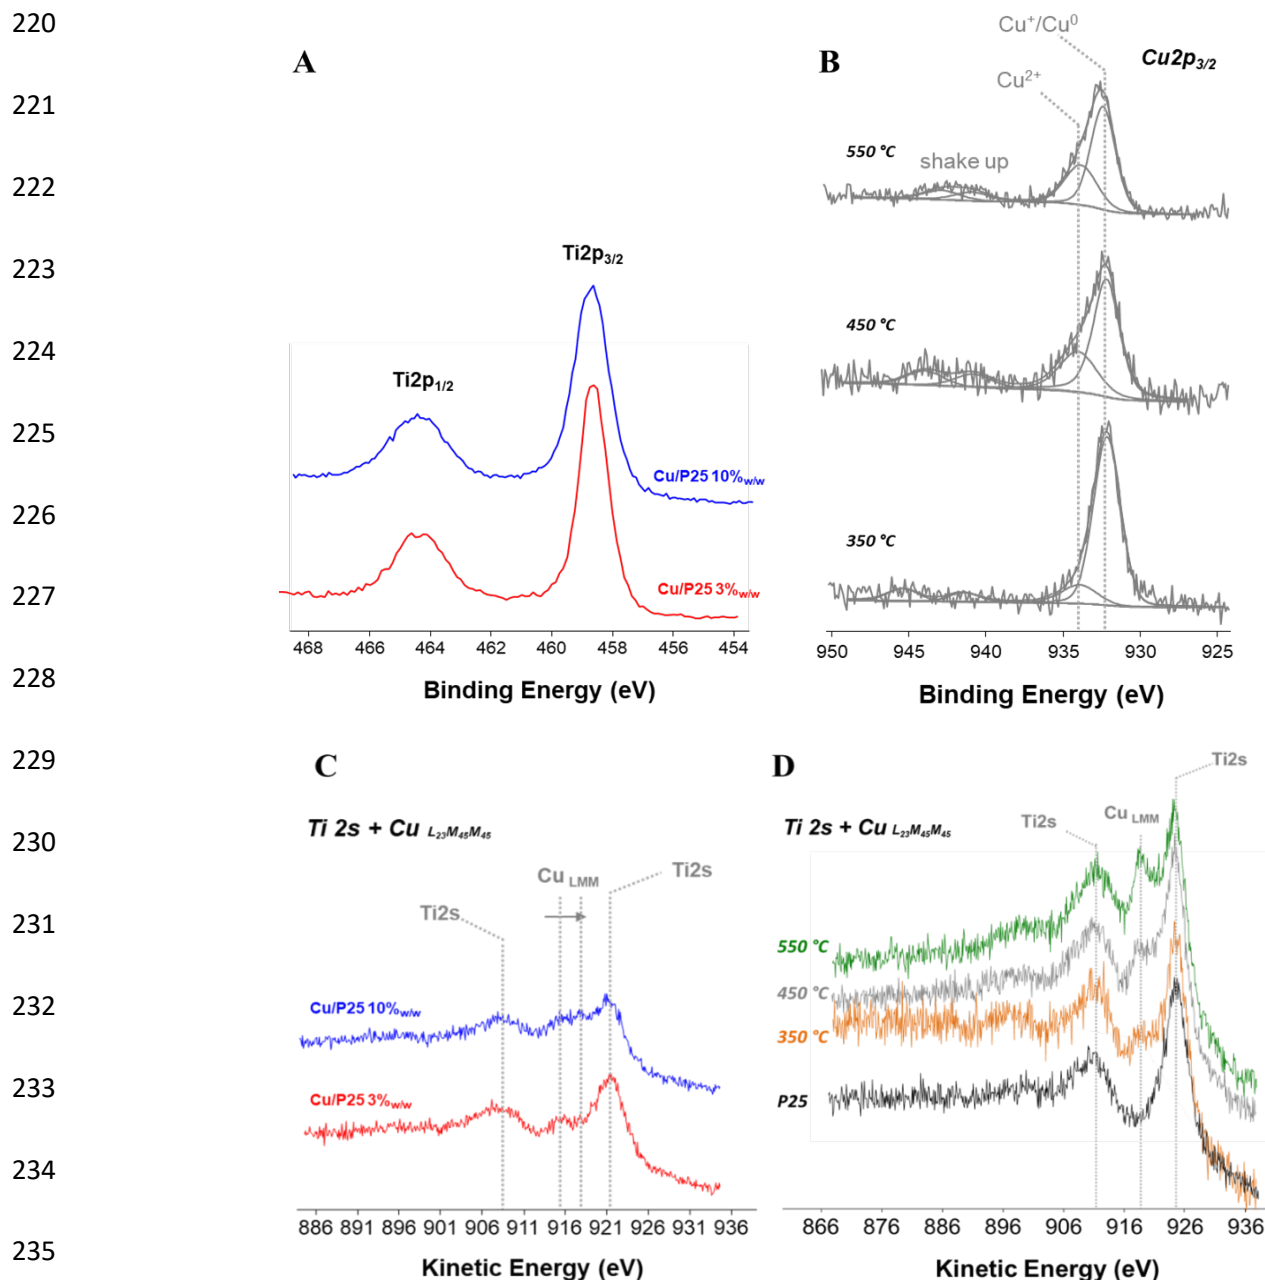 220
Cu⁺/Cu⁰
A
B
Cu2p3/2
Cu²⁺
221
550 °C
shake up
222
223
Ti2p3/2
450 °C
224
Ti2p1/2
225
Cu/P25 10%w/w
226
350 °C
Cu/P25 3%w/w
227
468 466 464 462 460 458 456 454
950 945 940 935 930 925
228
Binding Energy (eV)
Binding Energy (eV)
229
C
D
Ti2s
230
Ti 2s + Cu L23M45M45
Ti2s
Cu LMM
Ti 2s + Cu L23M45M45
Cu LMM
Ti2s
231
Ti2s
550 °C
450 °C
232
Cu/P25 10%w/w
350 °C
233
Cu/P25 3%w/w
P25
234
886 891 896 901 906 911 916 921 926 931 936
866 876 886 896 906 916 926 936
235
Kinetic Energy (eV)
Kinetic Energy (eV)